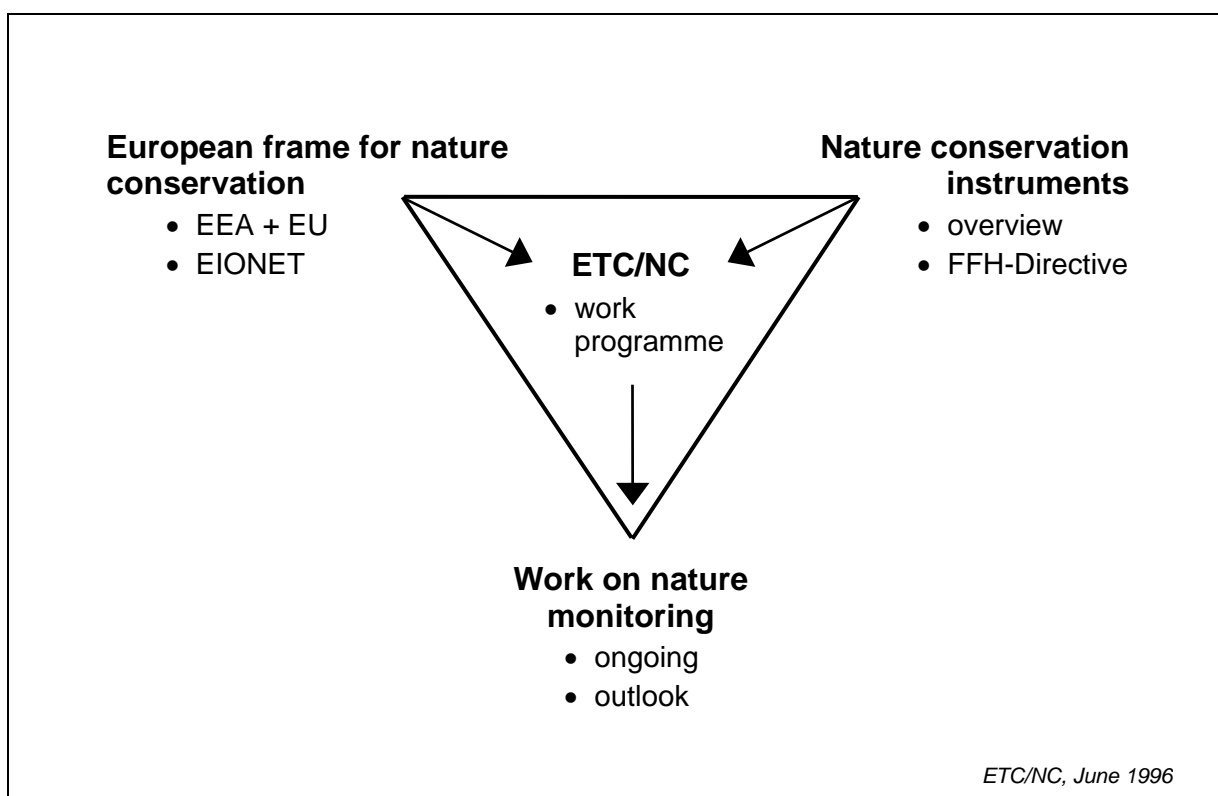 European frame for nature
conservation
• EEA + EU
• EIONET
Nature conservation
instruments
• overview
• FFH-Directive
ETC/NC
• work
programme
Work on nature
monitoring
• ongoing
• outlook
ETC/NC, June 1996